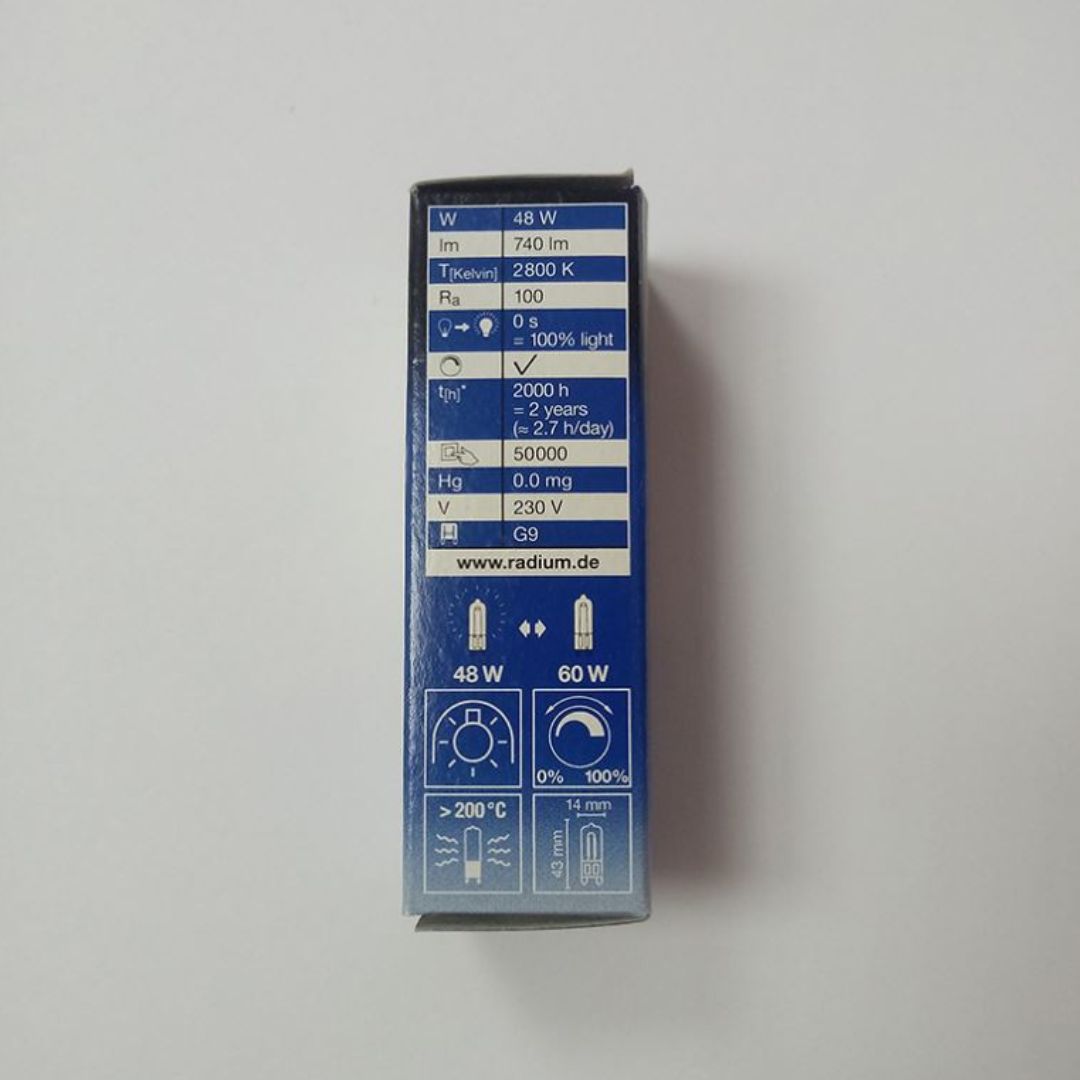 W 48 W
lm 740 lm
T[Kelvin] 2800 K
Ra 100
0 s
= 100% light
t[h]* 2000 h
= 2 years
(≈ 2.7 h/day)
50000
Hg 0.0 mg
V 230 V
G9
www.radium.de
48 W 60 W
0% 100%
>200°C
14 mm
43 mm